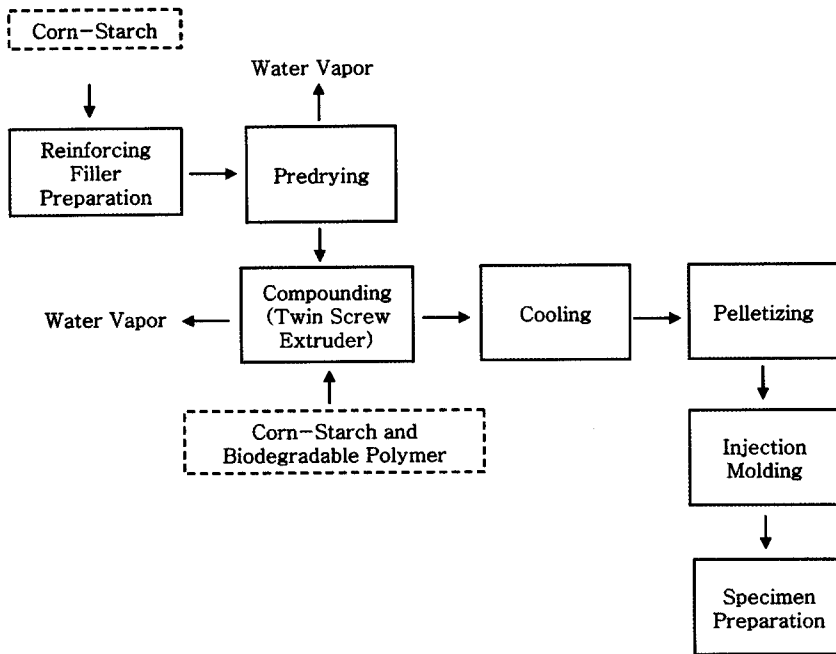 Corn-Starch
Water Vapor
Reinforcing
Filler
Preparation
Predrying
Water Vapor
Compounding
(Twin Screw
Extruder)
Cooling
Pelletizing
Corn-Starch and
Biodegradable Polymer
Injection
Molding
Specimen
Preparation